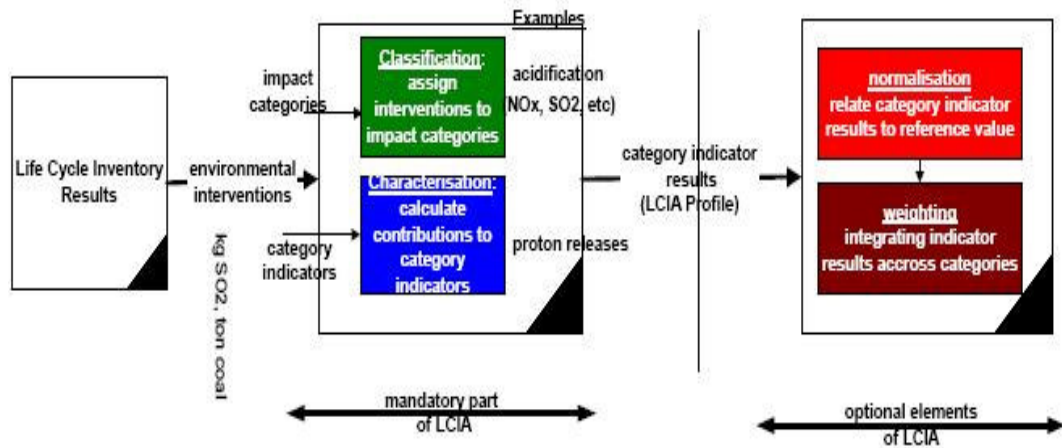 Life Cycle Inventory
Results
environmental
interventions
kg SO2, ton coal
impact
categories
category
indicators
Examples
Classification:
assign
interventions to
impact categories
acidification
(NOx, SO2, etc)
Characterisation:
calculate
contributions to
category
indicators
proton releases
mandatory part
of LCIA
category indicator
results
(LCIA Profile)
normalisation
relate category indicator
results to reference value
weighting
integrating indicator
results accross categories
optional elements
of LCIA